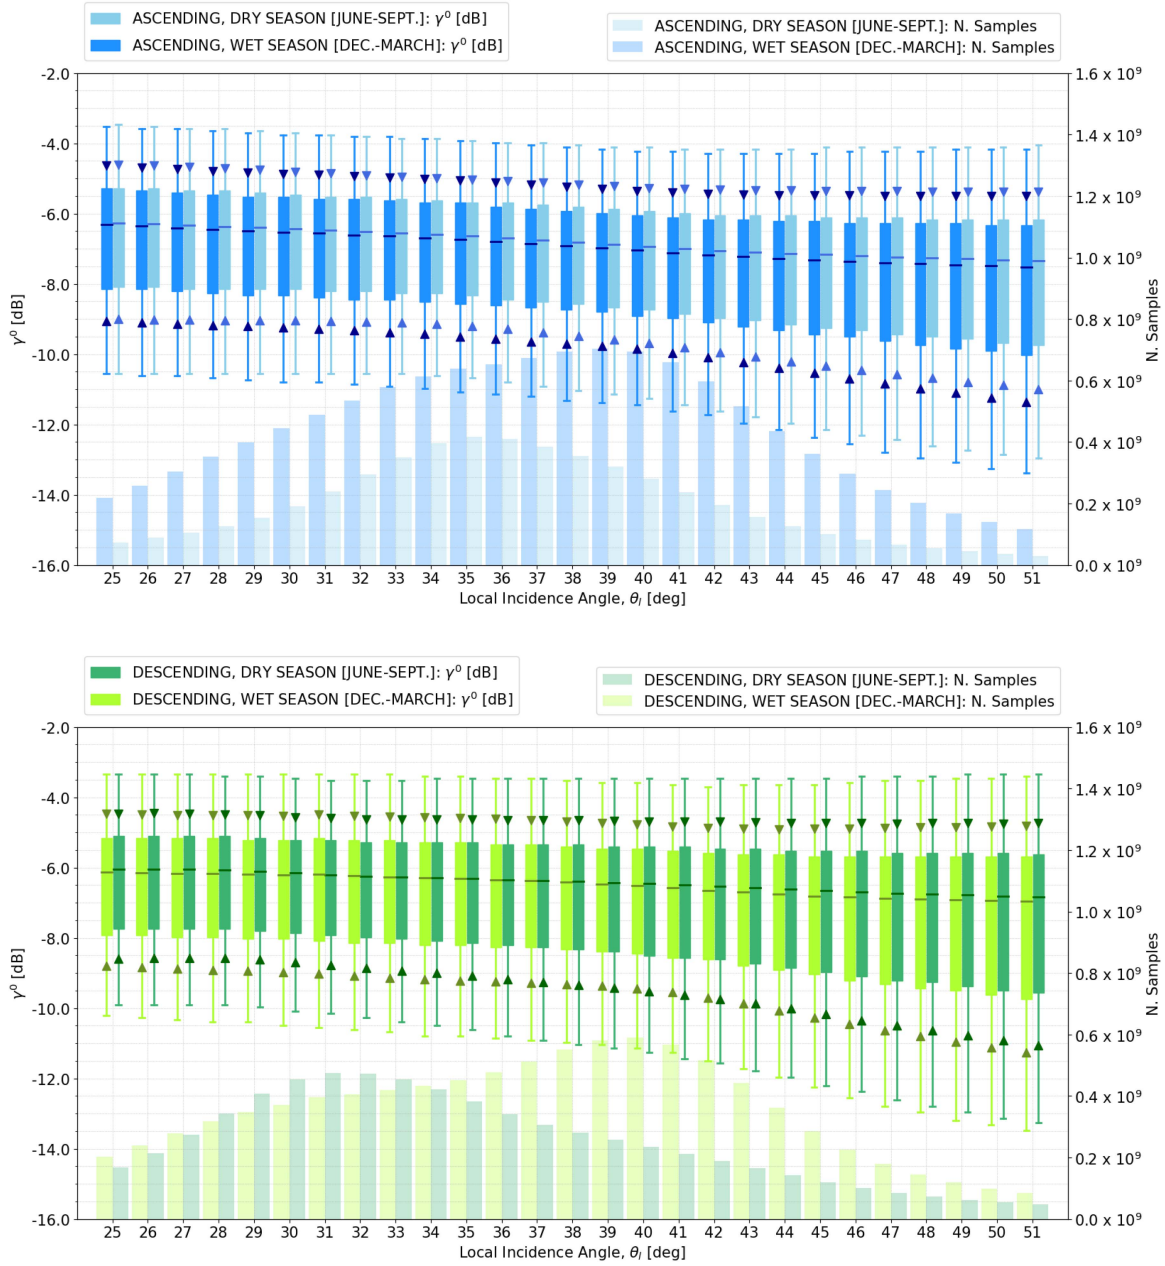 ASCENDING, DRY SEASON [JUNE-SEPT.]: γ⁰ [dB]
ASCENDING, WET SEASON [DEC.-MARCH]: γ⁰ [dB]
ASCENDING, DRY SEASON [JUNE-SEPT.]: N. Samples
ASCENDING, WET SEASON [DEC.-MARCH]: N. Samples
-2.0
-4.0
-6.0
-8.0
-10.0
-12.0
-14.0
-16.0
γ⁰ [dB]
1.6 x 10⁹
1.4 x 10⁹
1.2 x 10⁹
1.0 x 10⁹
0.8 x 10⁹
0.6 x 10⁹
0.4 x 10⁹
0.2 x 10⁹
0.0 x 10⁹
N. Samples
25 26 27 28 29 30 31 32 33 34 35 36 37 38 39 40 41 42 43 44 45 46 47 48 49 50 51
Local Incidence Angle, θₗ [deg]
DESCENDING, DRY SEASON [JUNE-SEPT.]: γ⁰ [dB]
DESCENDING, WET SEASON [DEC.-MARCH]: γ⁰ [dB]
DESCENDING, DRY SEASON [JUNE-SEPT.]: N. Samples
DESCENDING, WET SEASON [DEC.-MARCH]: N. Samples
-2.0
-4.0
-6.0
-8.0
-10.0
-12.0
-14.0
-16.0
γ⁰ [dB]
1.6 x 10⁹
1.4 x 10⁹
1.2 x 10⁹
1.0 x 10⁹
0.8 x 10⁹
0.6 x 10⁹
0.4 x 10⁹
0.2 x 10⁹
0.0 x 10⁹
N. Samples
25 26 27 28 29 30 31 32 33 34 35 36 37 38 39 40 41 42 43 44 45 46 47 48 49 50 51
Local Incidence Angle, θₗ [deg]